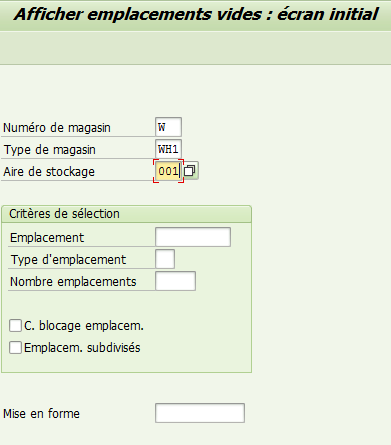 Afficher emplacements vides : écran initial
Numéro de magasin W
Type de magasin WH1
Aire de stockage 001
Critères de sélection
Emplacement
Type d'emplacement
Nombre emplacements
C. blocage emplacem.
Emplacem. subdivisés
Mise en forme